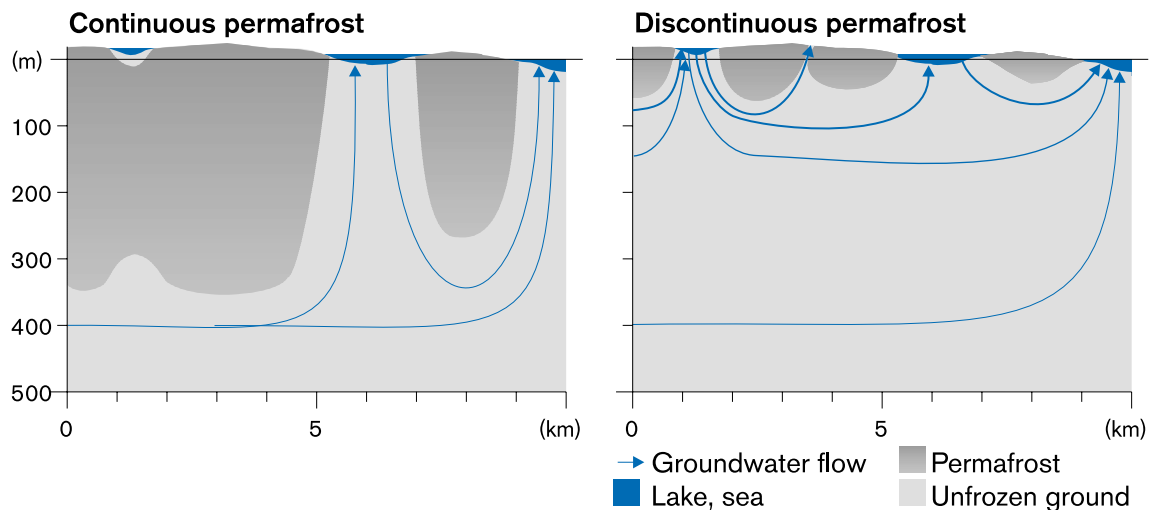 Continuous permafrost
Discontinuous permafrost
(m)
100
200
300
400
500
0
5
(km)
0
5
(km)
Groundwater flow
Permafrost
Lake, sea
Unfrozen ground